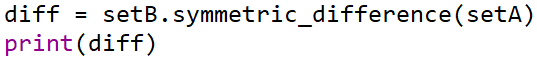 diff = setB.symmetric_difference(setA)
print(diff)